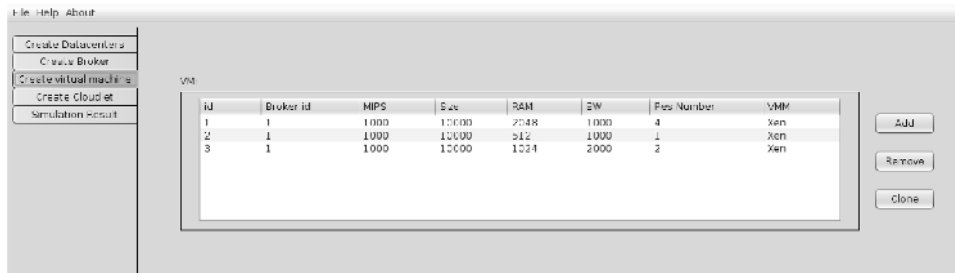 File Help About
Create Datacenters
Create Broker
Create virtual machine
Create Cloudlet
Simulation Result
VM:
id Broker id MIPS Size RAM BW Pes Number VMM
1 1 1000 10000 2048 1000 4 Xen
2 1 1000 10000 512 1000 1 Xen
3 1 1000 10000 1024 2000 2 Xen
Add
Remove
Clone